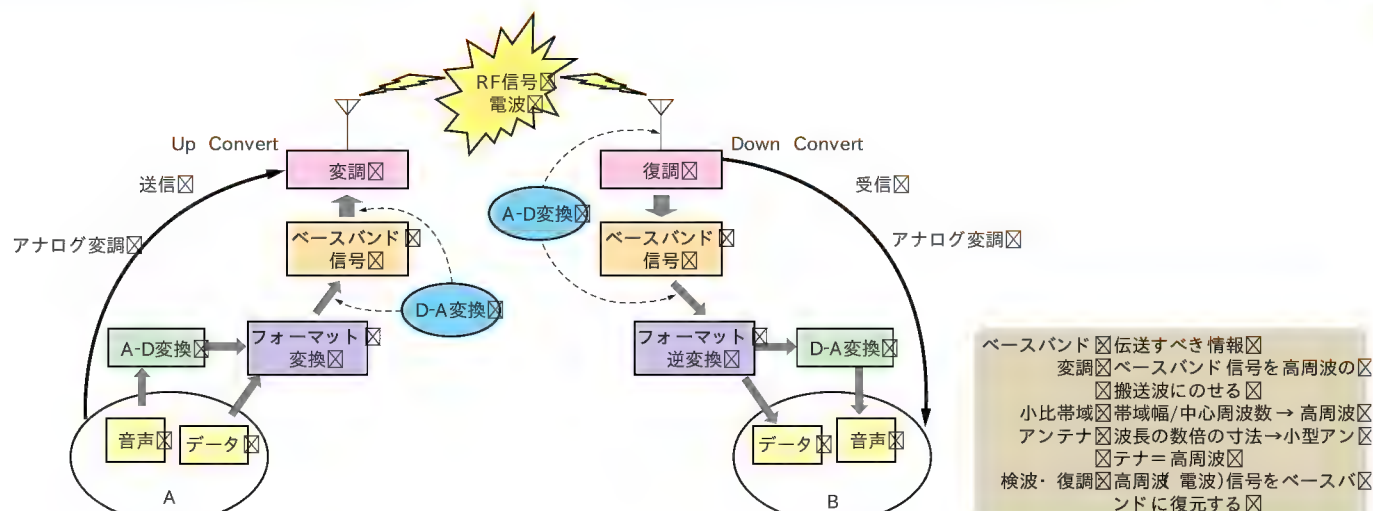 RF信号
電波
Up Convert
変調
送信
アナログ変調
ベースバンド
信号
D-A変換
A-D変換
フォーマット
変換
音声
データ
A
Down Convert
復調
受信
A-D変換
アナログ変調
ベースバンド
信号
フォーマット
逆変換
D-A変換
データ
音声
B
ベースバンド 伝送すべき情報
変調 ベースバンド信号を高周波の
搬送波にのせる
小比帯域 帯域幅/中心周波数 → 高周波
アンテナ 波長の数倍の寸法→小型アン
テナ=高周波
検波・復調 高周波(電波)信号をベースバ
ンドに復元する